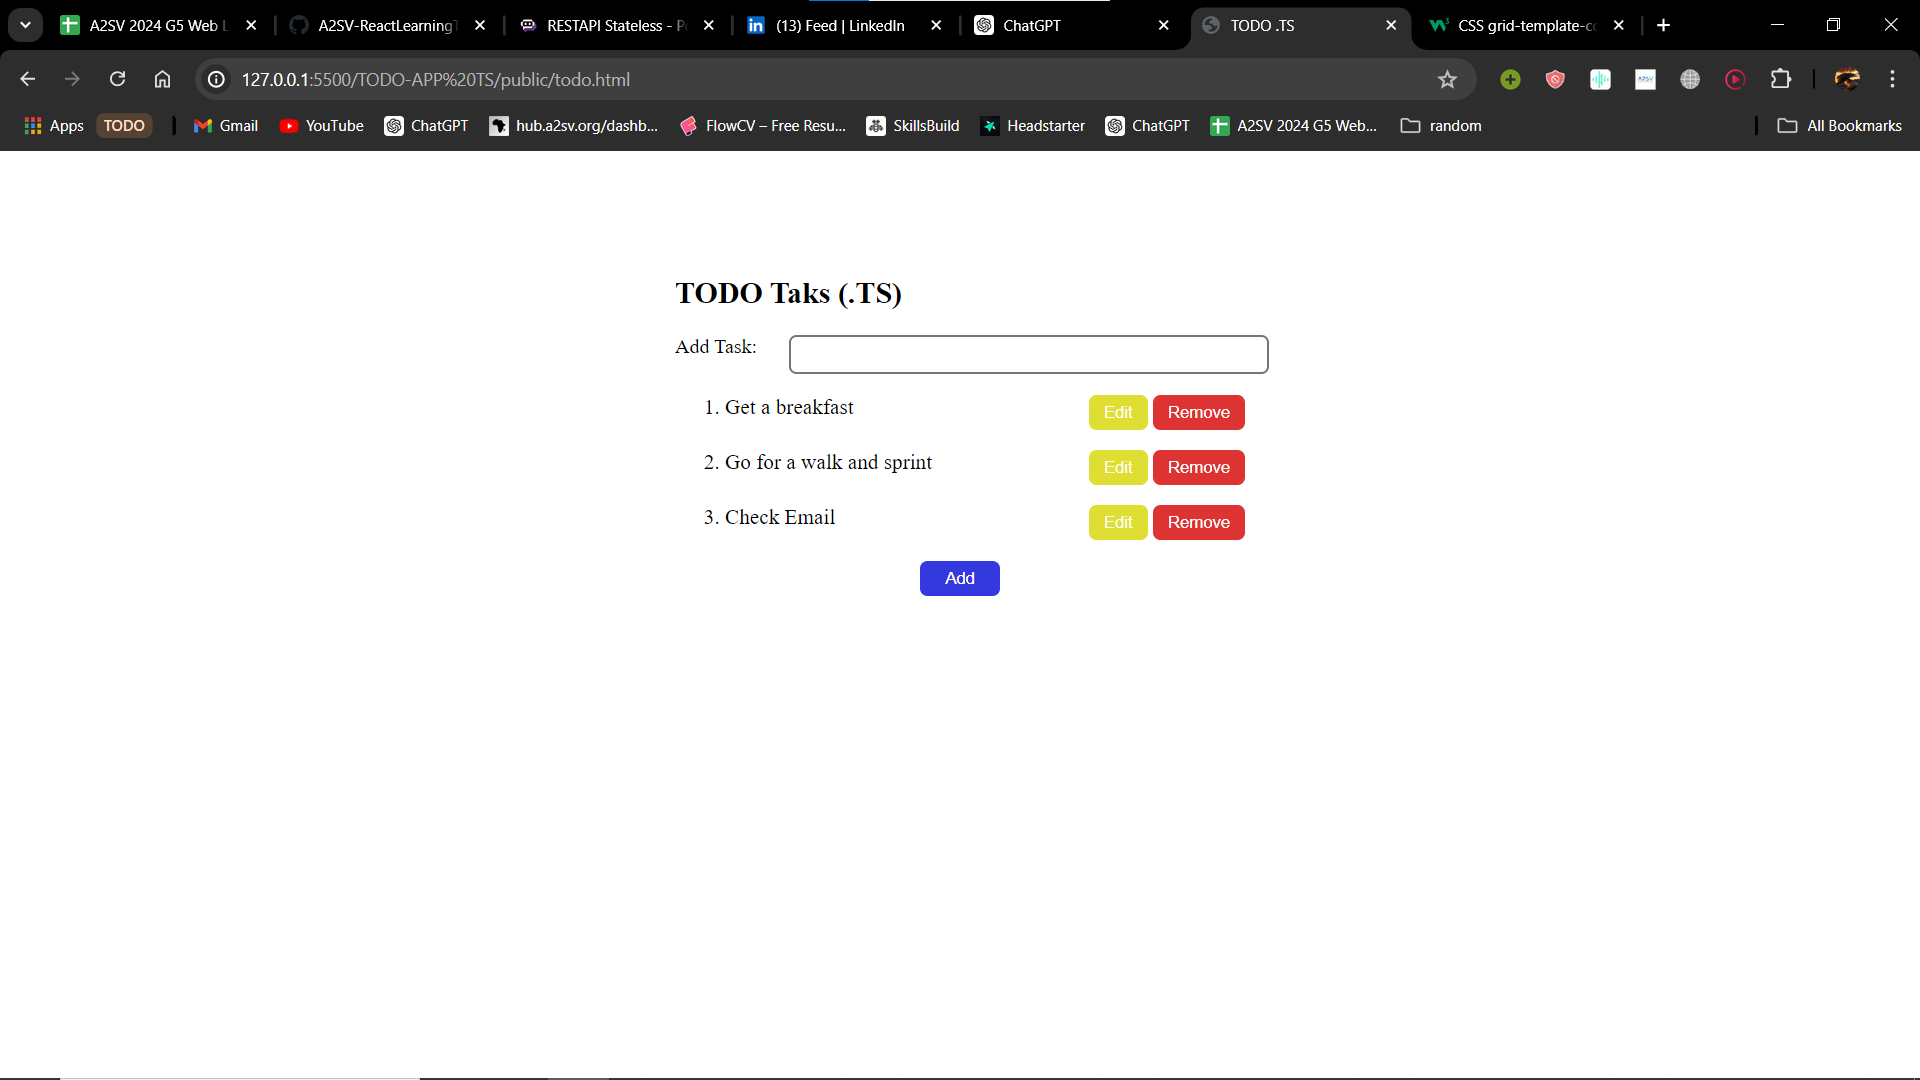 A2SV 2024 G5 Web L
A2SV-ReactLearning
RESTAPI Stateless - P
(13) Feed | LinkedIn
ChatGPT
TODO .TS
CSS grid-template-co
127.0.0.1:5500/TODO-APP%20TS/public/todo.html
Apps
TODO
Gmail
YouTube
ChatGPT
hub.a2sv.org/dashb...
FlowCV – Free Resu...
SkillsBuild
Headstarter
ChatGPT
A2SV 2024 G5 Web...
random
All Bookmarks
TODO Taks (.TS)
Add Task:
1. Get a breakfast Edit Remove
2. Go for a walk and sprint Edit Remove
3. Check Email Edit Remove
Add